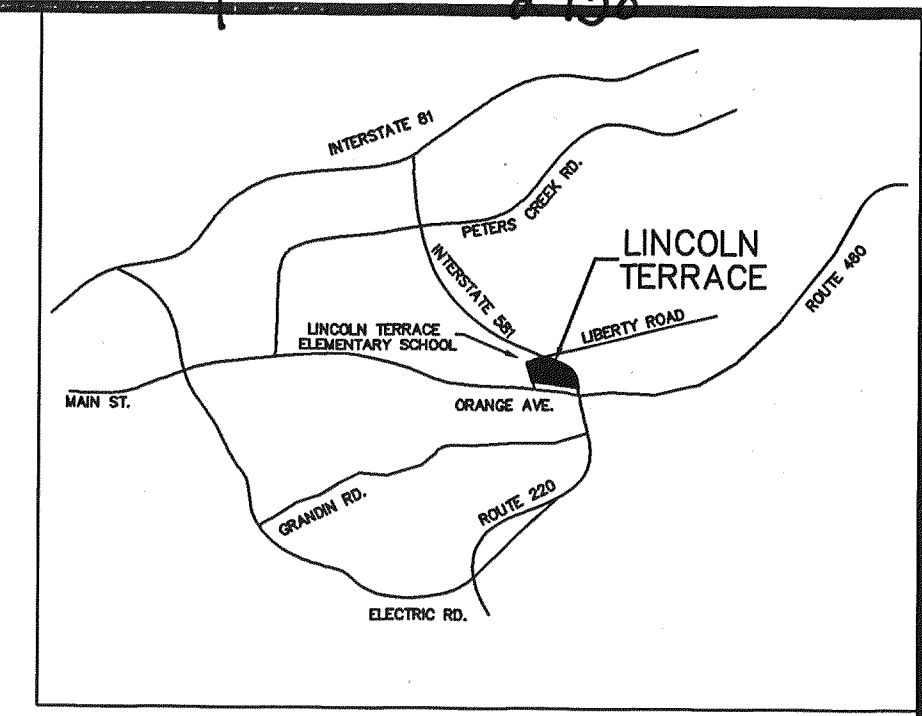 INTERSTATE 81
PETERS CREEK RD.
INTERSTATE 581
LINCOLN
TERRACE
ROUTE 480
LIBERTY ROAD
LINCOLN TERRACE
ELEMENTARY SCHOOL
MAIN ST.
ORANGE AVE.
GRANDIN RD.
ROUTE 220
ELECTRIC RD.